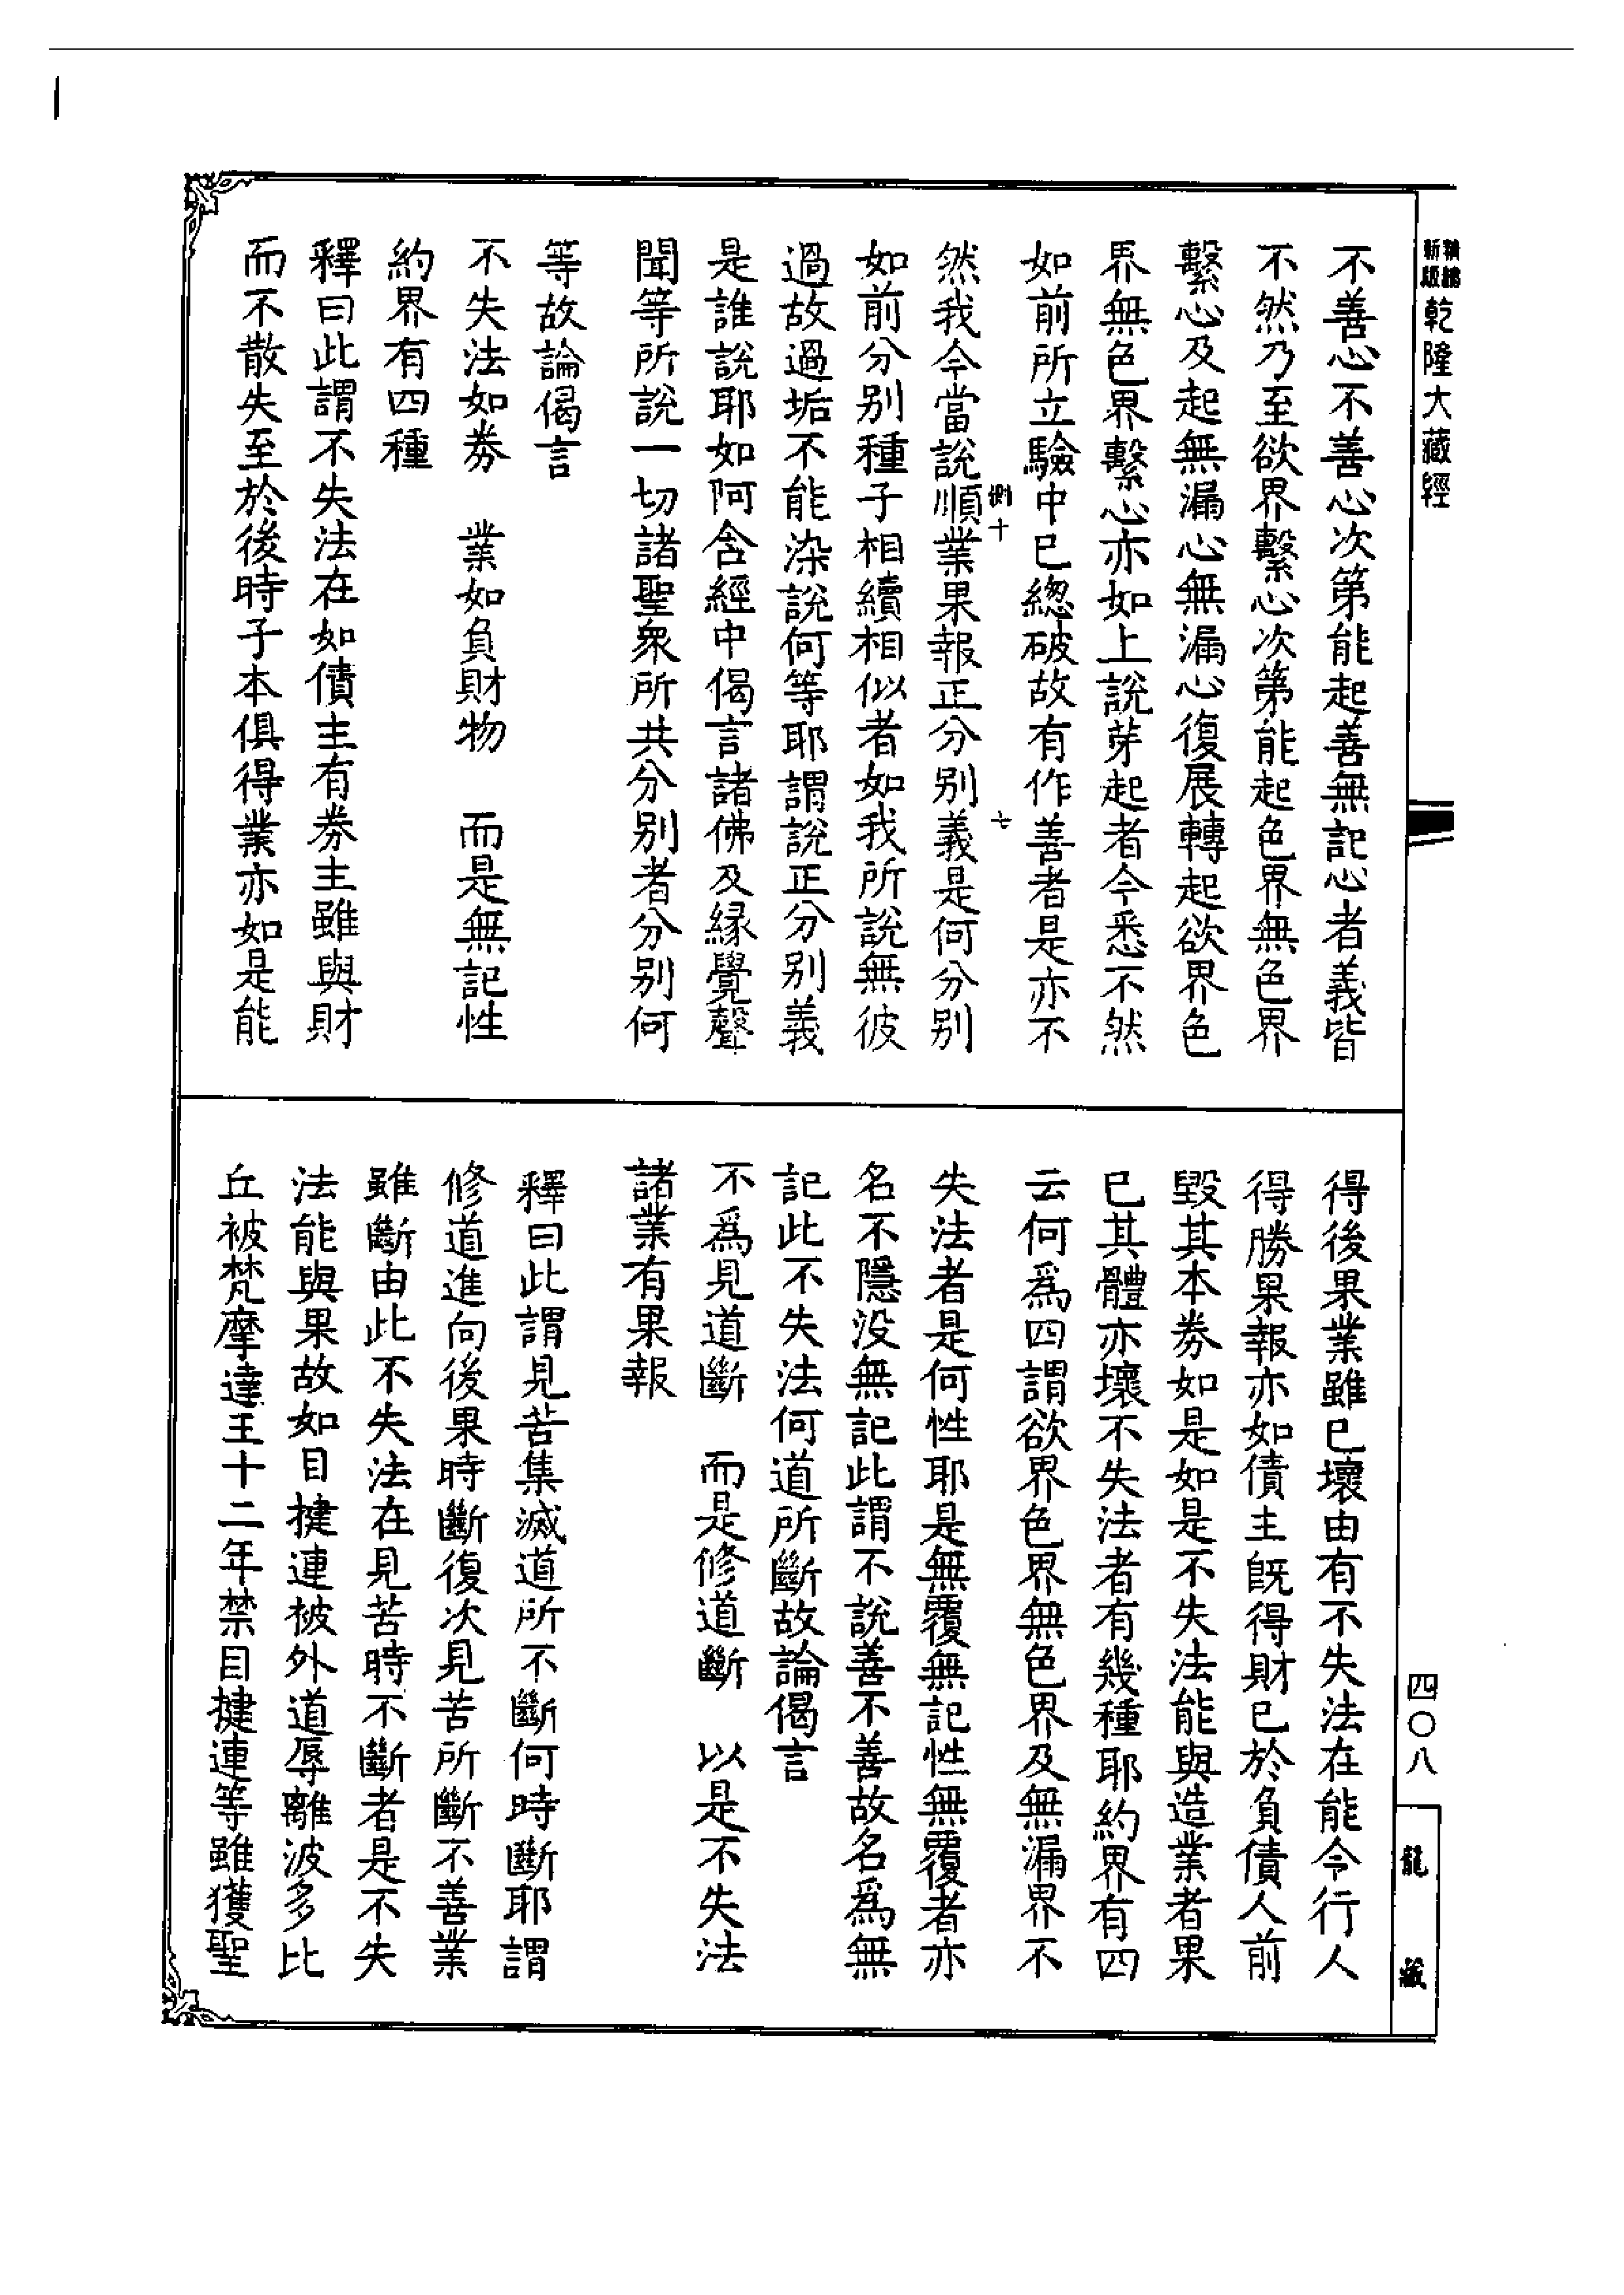 精縮新版乾隆大藏經
不善心不善心次第能起善無記心者義皆
不然乃至欲界繫心次第能起色界無色界
繫心及起無漏心無漏心復展轉起欲界色
界無色界繫心亦如上說芽起者今悉不然
如前所立驗中已總破故有作善者是亦不
七
然我今當說順業果報正分别義是何分别
如前分别種子相續相似者如我所說無彼
過故過垢不能染說何等耶謂說正分别義
是誰說耶如阿含經中偈言諸佛及緣覺聲
聞等所說一切諸聖衆所共分别者分别何
等故論偈言
不失法如劵　業如負財物　而是無記性
約界有四種
釋曰此謂不失法在如債主有劵主雖與財
而不散失至於後時子本俱得業亦如是能
得後果業雖已壞由有不失法在能令行人
得勝果報亦如債主旣得財已於負債人前
毀其本劵如是如是不失法能與造業者果
已其體亦壞不失法者有幾種耶約界有四
云何爲四謂欲界色界無色界及無漏界不
失法者是何性耶是無覆無記性無覆者亦
名不隱没無記此謂不說善不善故名爲無
記此不失法何道所斷故論偈言
不爲見道斷　而是修道斷　以是不失法
諸業有果報
釋曰此謂見苦集滅道所不斷何時斷耶謂
修道進向後果時斷復次見苦所斷不善業
雖斷由此不失法在見苦時不斷者是不失
法能與果故如目揵連被外道辱離波多比
丘被梵摩達王十二年禁目揵連等雖獲聖
四〇八
龍藏